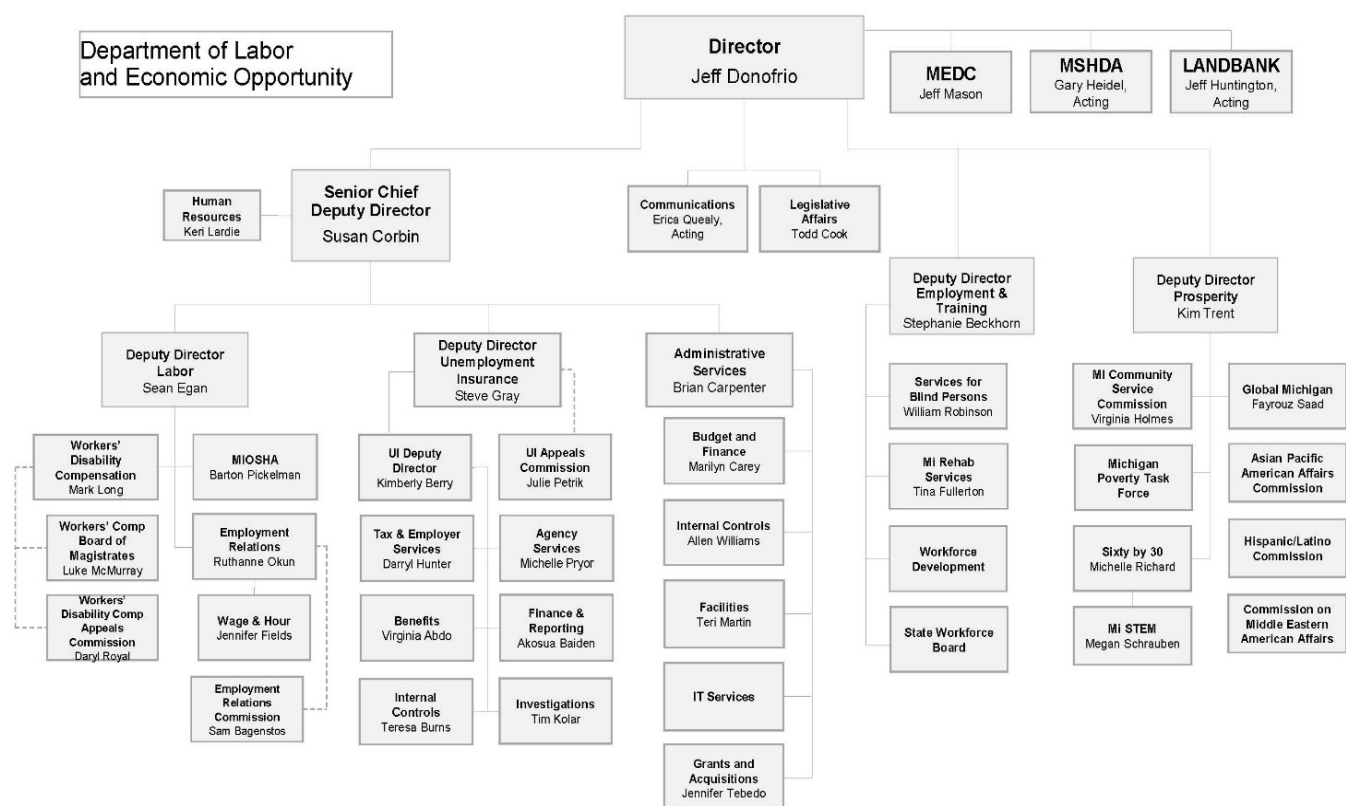 Department of Labor
and Economic Opportunity
Director
Jeff Donofrio
MEDC
Jeff Mason
MSHDA
Gary Heidel,
Acting
LANDBANK
Jeff Huntington,
Acting
Human
Resources
Keri Lardie
Senior Chief
Deputy Director
Susan Corbin
Communications
Erica Quealy,
Acting
Legislative
Affairs
Todd Cook
Deputy Director
Employment &
Training
Stephanie Beckhorn
Deputy Director
Prosperity
Kim Trent
Deputy Director
Labor
Sean Egan
Deputy Director
Unemployment
Insurance
Steve Gray
Administrative
Services
Brian Carpenter
Workers'
Disability
Compensation
Mark Long
MIOSHA
Barton Pickelman
Workers' Comp
Board of
Magistrates
Luke McMurray
Employment
Relations
Ruthanne Okun
Workers'
Disability Comp
Appeals
Commission
Daryl Royal
Wage & Hour
Jennifer Fields
Employment
Relations
Commission
Sam Bagenstos
UI Deputy
Director
Kimberly Berry
UI Appeals
Commission
Julie Petrik
Tax & Employer
Services
Darryl Hunter
Agency
Services
Michelle Pryor
Benefits
Virginia Abdo
Finance &
Reporting
Akosua Baiden
Internal
Controls
Teresa Burns
Investigations
Tim Kolar
Budget and
Finance
Marilyn Carey
Internal Controls
Allen Williams
Facilities
Teri Martin
IT Services
Grants and
Acquisitions
Jennifer Tebedo
Services for
Blind Persons
William Robinson
Mi Rehab
Services
Tina Fullerton
Workforce
Development
State Workforce
Board
MI Community
Service
Commission
Virginia Holmes
Global Michigan
Fayrouz Saad
Michigan
Poverty Task
Force
Asian Pacific
American Affairs
Commission
Sixty by 30
Michelle Richard
Hispanic/Latino
Commission
Mi STEM
Megan Schrauben
Commission on
Middle Eastern
American Affairs